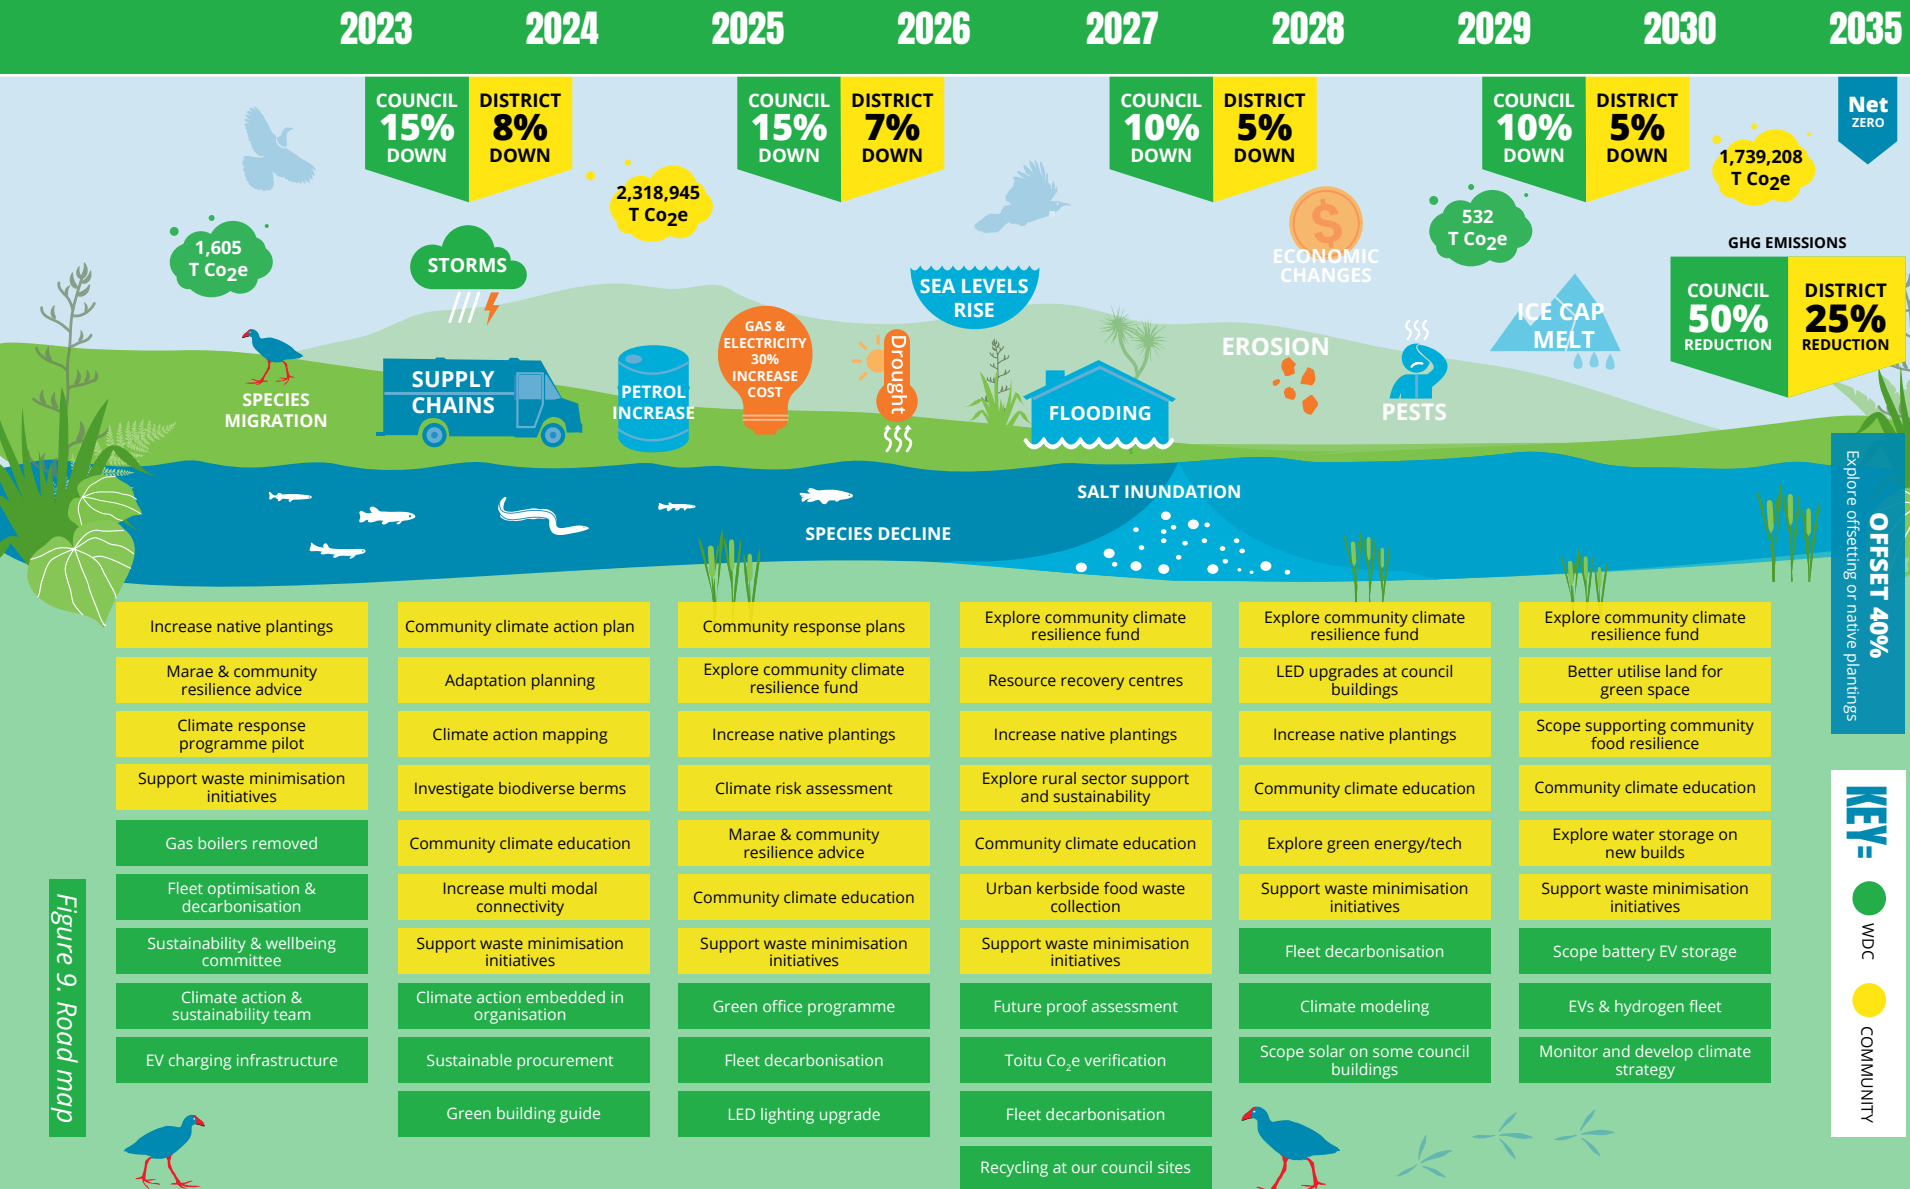 2023 2024 2025 2026 2027 2028 2029 2030 2035
COUNCIL
15%
DOWN
DISTRICT
8%
DOWN
COUNCIL
15%
DOWN
DISTRICT
7%
DOWN
COUNCIL
10%
DOWN
DISTRICT
5%
DOWN
COUNCIL
10%
DOWN
DISTRICT
5%
DOWN
Net
ZERO
1,605
T Co2e
2,318,945
T Co2e
532
T Co2e
1,739,208
T Co2e
GHG EMISSIONS
COUNCIL
50%
REDUCTION
DISTRICT
25%
REDUCTION
STORMS
SEA LEVELS
RISE
ECONOMIC
CHANGES
ICE CAP
MELT
SPECIES
MIGRATION
SUPPLY
CHAINS
PETROL
INCREASE
GAS &
ELECTRICITY
30%
INCREASE
COST
Drought
FLOODING
EROSION
PESTS
SALT INUNDATION
SPECIES DECLINE
OFFSET 40%
Explore offsetting or native plantings
Increase native plantings
Marae & community
resilience advice
Climate response
programme pilot
Support waste minimisation
initiatives
Gas boilers removed
Fleet optimisation &
decarbonisation
Sustainability & wellbeing
committee
Climate action &
sustainability team
EV charging infrastructure
Community climate action plan
Adaptation planning
Climate action mapping
Investigate biodiverse berms
Community climate education
Increase multi modal
connectivity
Support waste minimisation
initiatives
Climate action embedded in
organisation
Sustainable procurement
Green building guide
Community response plans
Explore community climate
resilience fund
Increase native plantings
Climate risk assessment
Marae & community
resilience advice
Community climate education
Support waste minimisation
initiatives
Green office programme
Fleet decarbonisation
LED lighting upgrade
Explore community climate
resilience fund
Resource recovery centres
Increase native plantings
Explore rural sector support
and sustainability
Community climate education
Urban kerbside food waste
collection
Support waste minimisation
initiatives
Future proof assessment
Toitu Co2e verification
Fleet decarbonisation
Recycling at our council sites
Explore community climate
resilience fund
LED upgrades at council
buildings
Increase native plantings
Community climate education
Explore green energy/tech
Support waste minimisation
initiatives
Fleet decarbonisation
Climate modeling
Scope solar on some council
buildings
Explore community climate
resilience fund
Better utilise land for
green space
Scope supporting community
food resilience
Community climate education
Explore water storage on
new builds
Support waste minimisation
initiatives
Scope battery EV storage
EVs & hydrogen fleet
Monitor and develop climate
strategy
KEY=
WDC
COMMUNITY
Figure 9. Road map